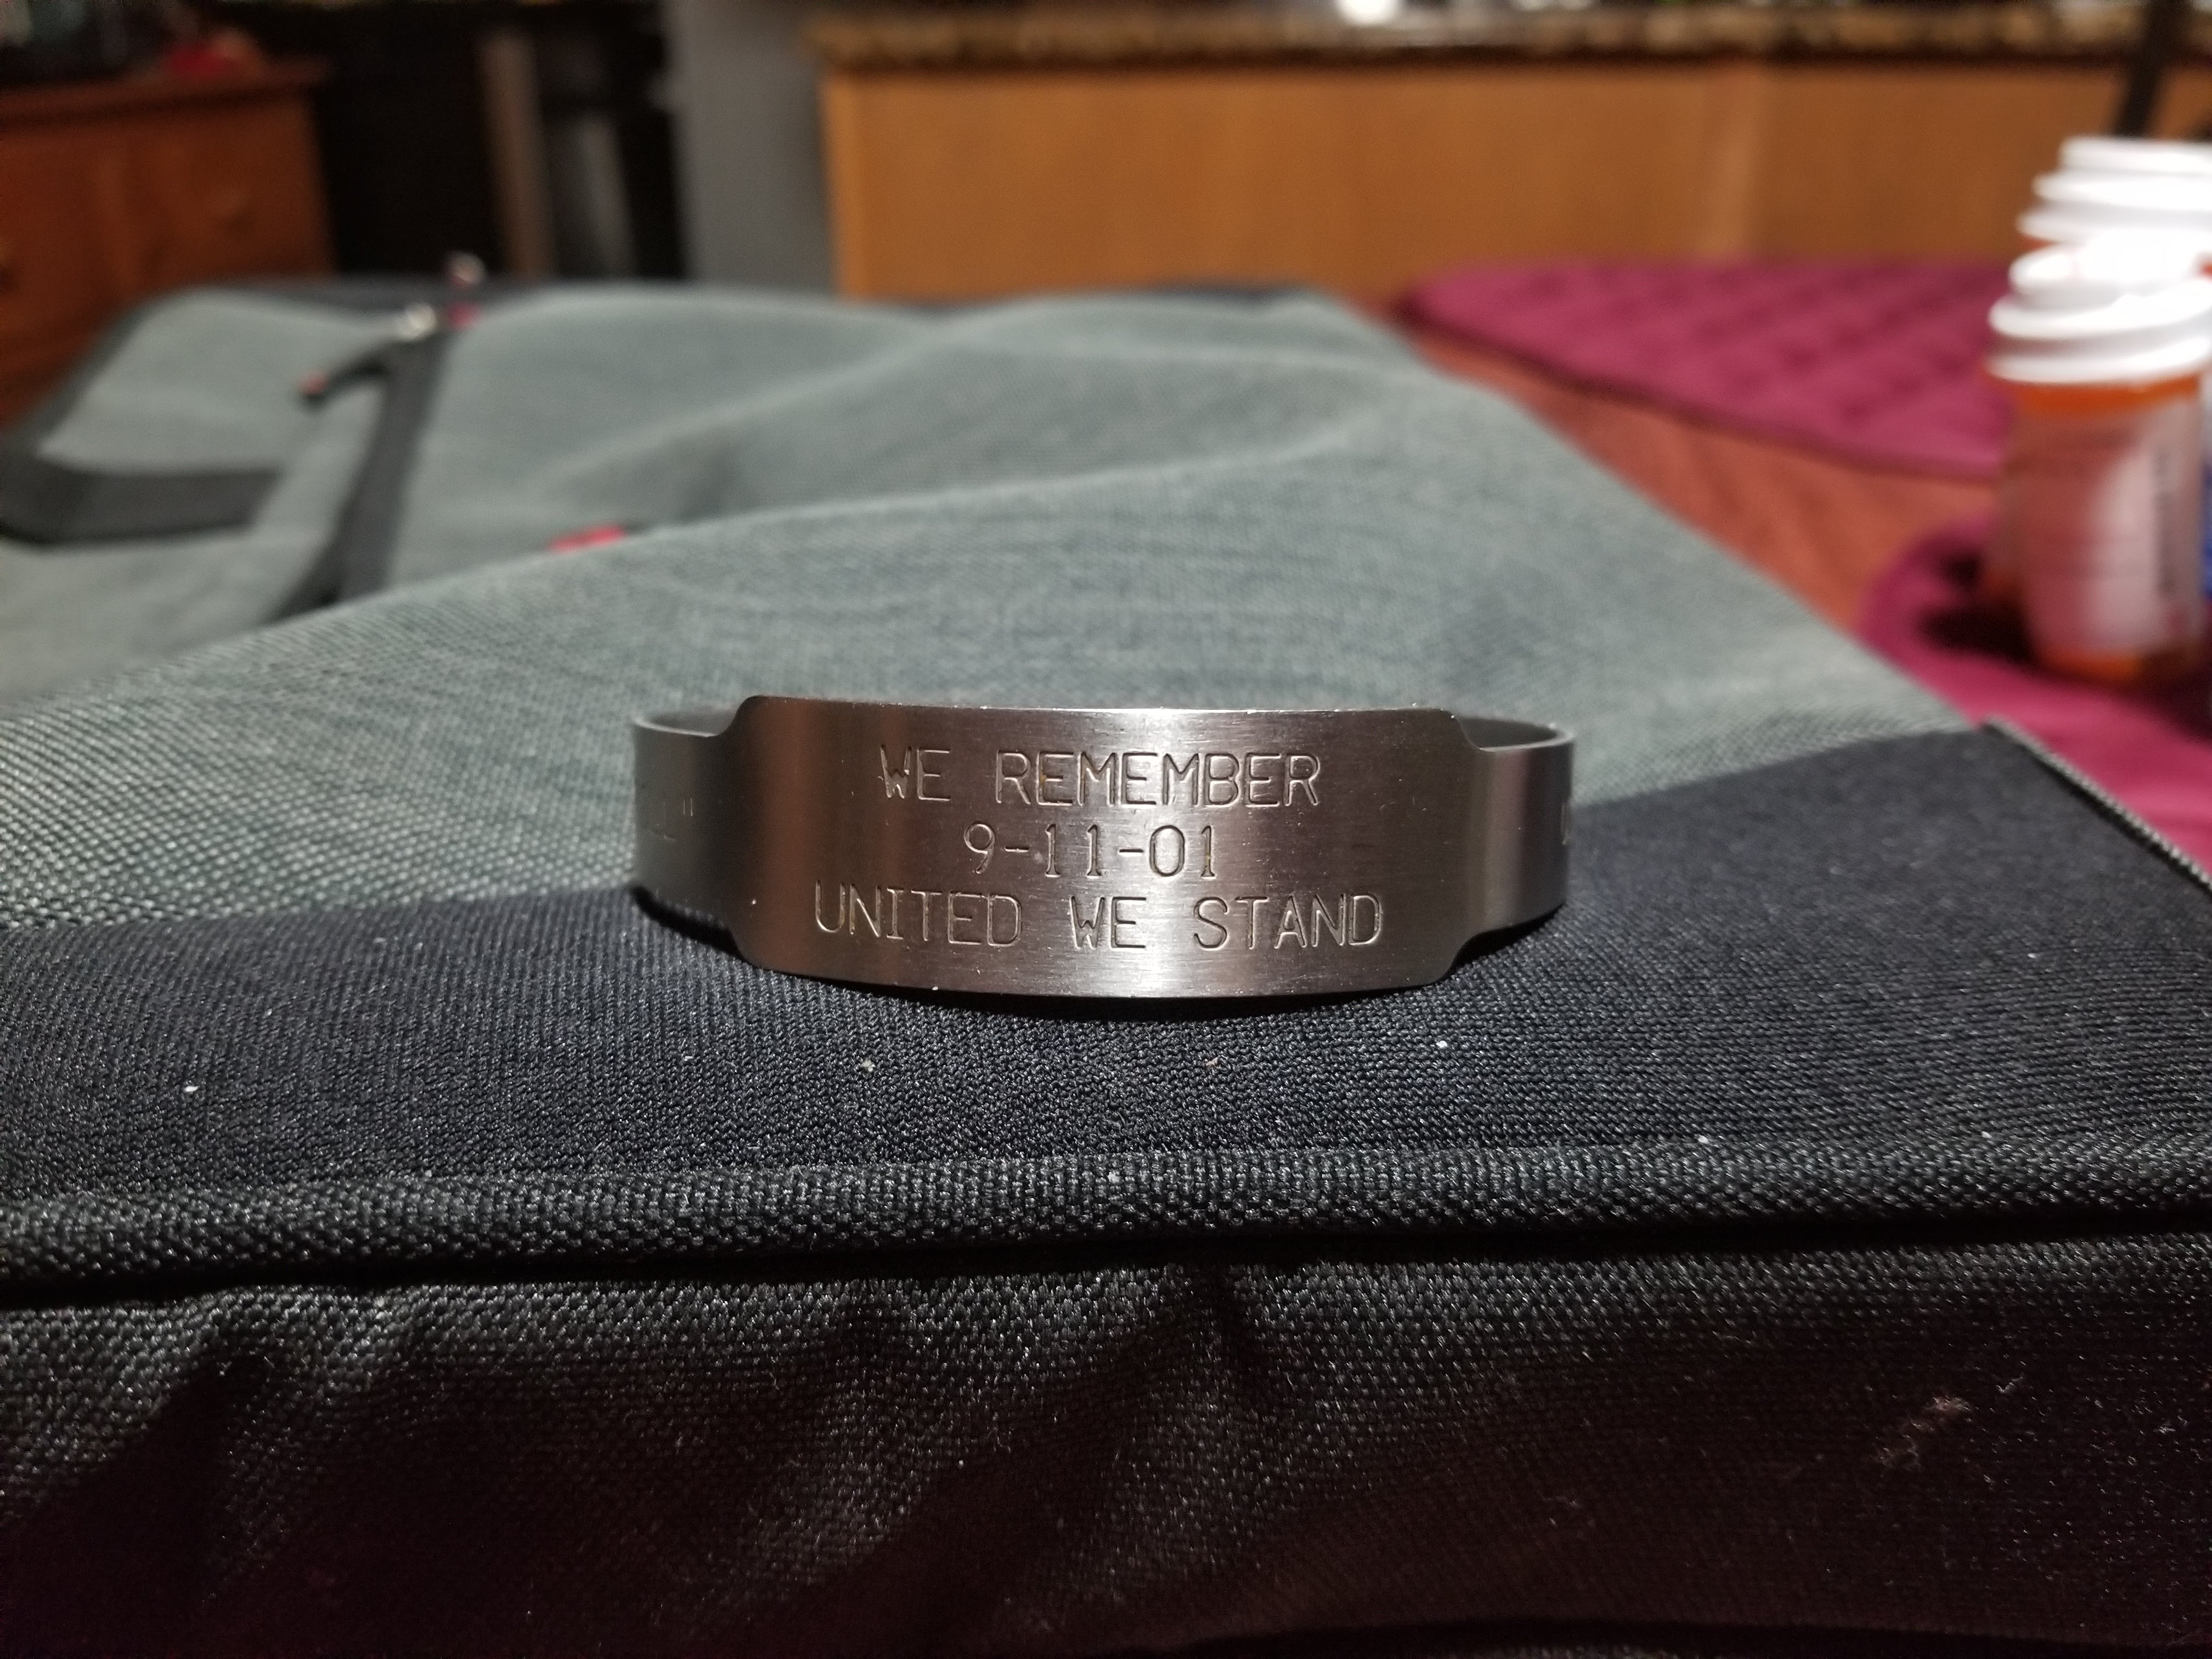 WE REMEMBER
9-11-01
UNITED WE STAND